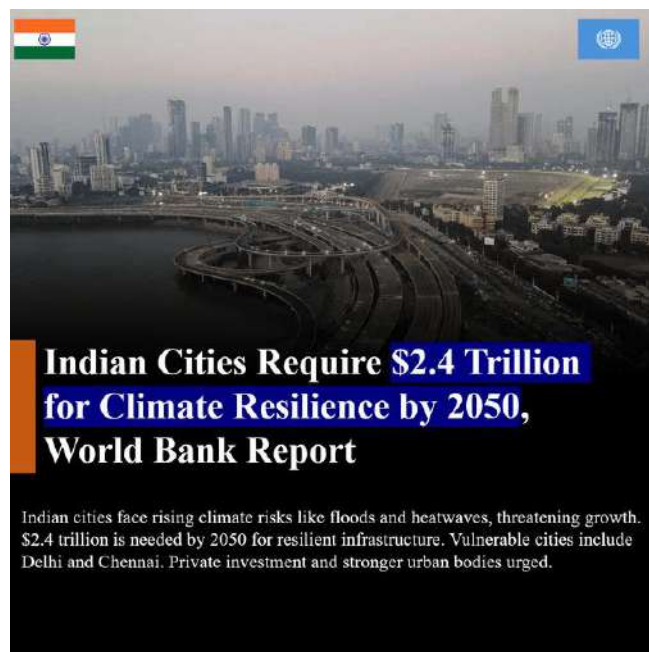 Indian Cities Require $2.4 Trillion
for Climate Resilience by 2050,
World Bank Report
Indian cities face rising climate risks like floods and heatwaves, threatening growth.
$2.4 trillion is needed by 2050 for resilient infrastructure. Vulnerable cities include
Delhi and Chennai. Private investment and stronger urban bodies urged.